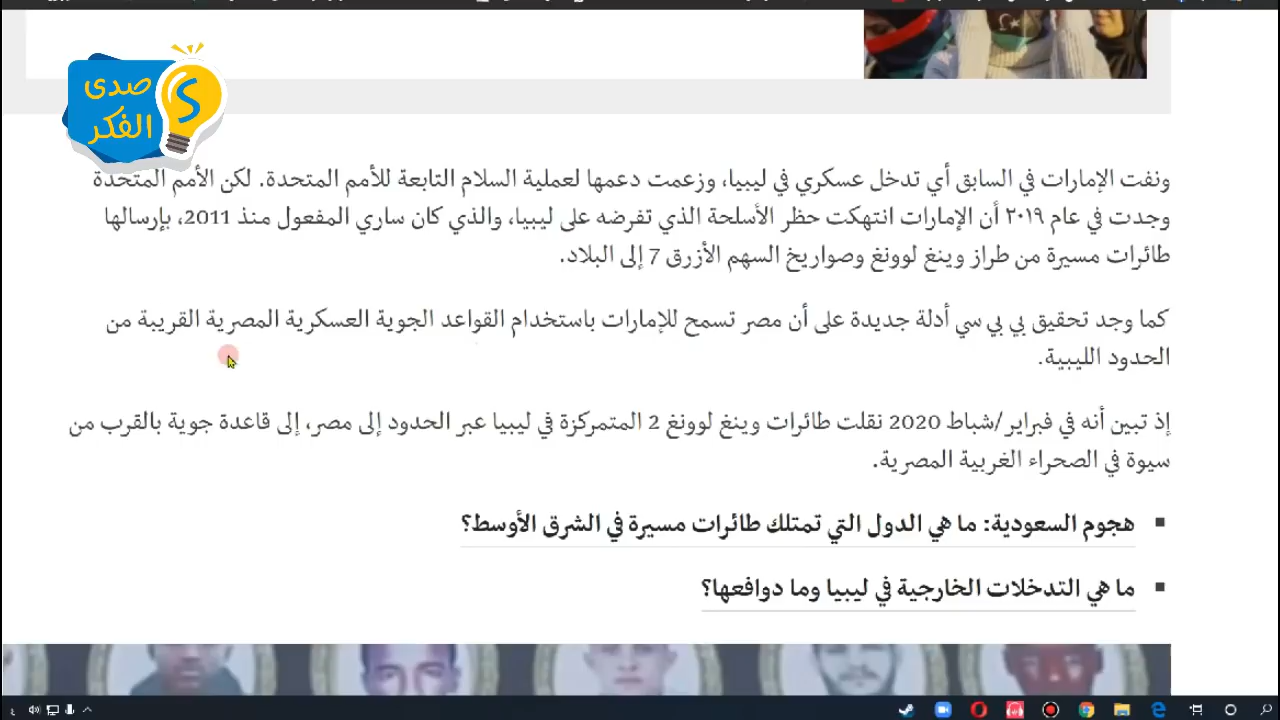 صدى
الفكر
ونفت الإمارات في السابق أي تدخل عسكري في ليبيا، وزعمت دعمها لعملية السلام التابعة للأمم المتحدة. لكن الأمم المتحدة
وجدت في عام ٢٠١٩ أن الإمارات انتهكت حظر الأسلحة الذي تفرضه على ليبيا، والذي كان ساري المفعول منذ 2011، بإرسالها
طائرات مسيرة من طراز وينغ لوونغ وصواريخ السهم الأزرق 7 إلى البلاد.
كما وجد تحقيق بي بي سي أدلة جديدة على أن مصر تسمح للإمارات باستخدام القواعد الجوية العسكرية المصرية القريبة من
الحدود الليبية.
إذ تبين أنه في فبراير/شباط 2020 نقلت طائرات وينغ لوونغ 2 المتمركزة في ليبيا عبر الحدود إلى مصر، إلى قاعدة جوية بالقرب من
سيوة في الصحراء الغربية المصرية.
هجوم السعودية: ما هي الدول التي تمتلك طائرات مسيرة في الشرق الأوسط؟
ما هي التدخلات الخارجية في ليبيا وما دوافعها؟